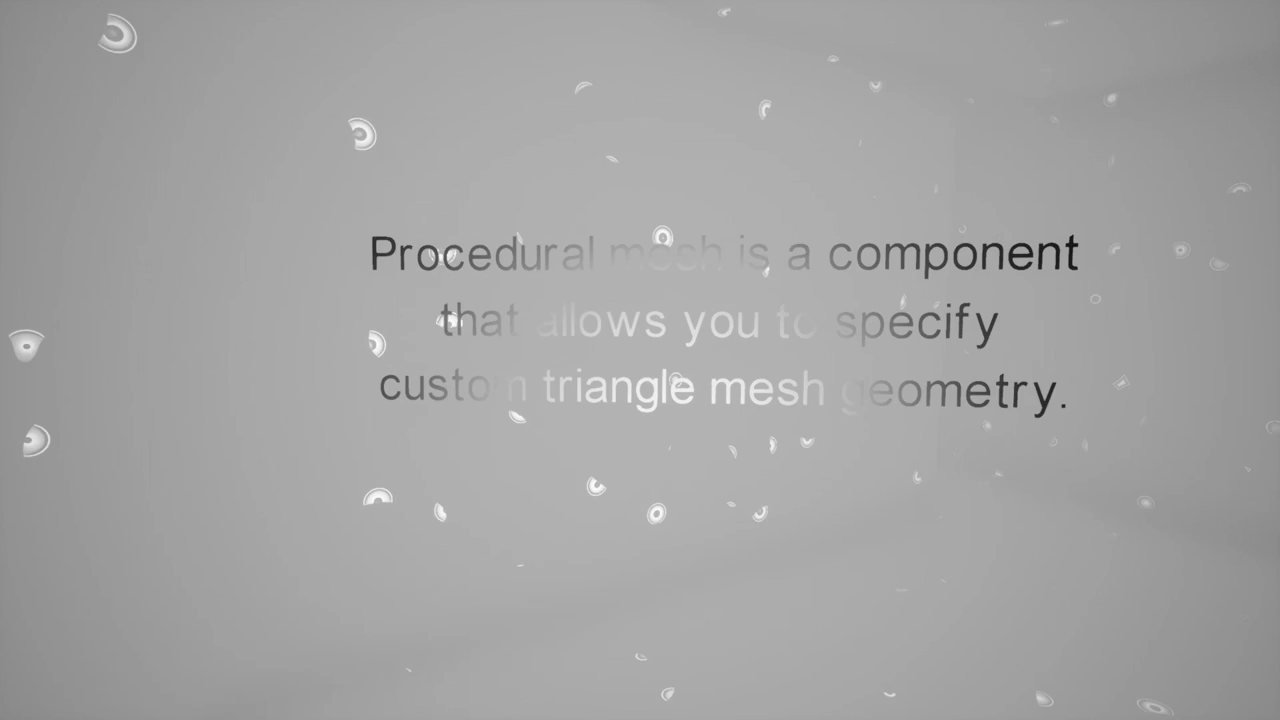 Procedural mesh is a component
that allows you to specify
custom triangle mesh geometry.